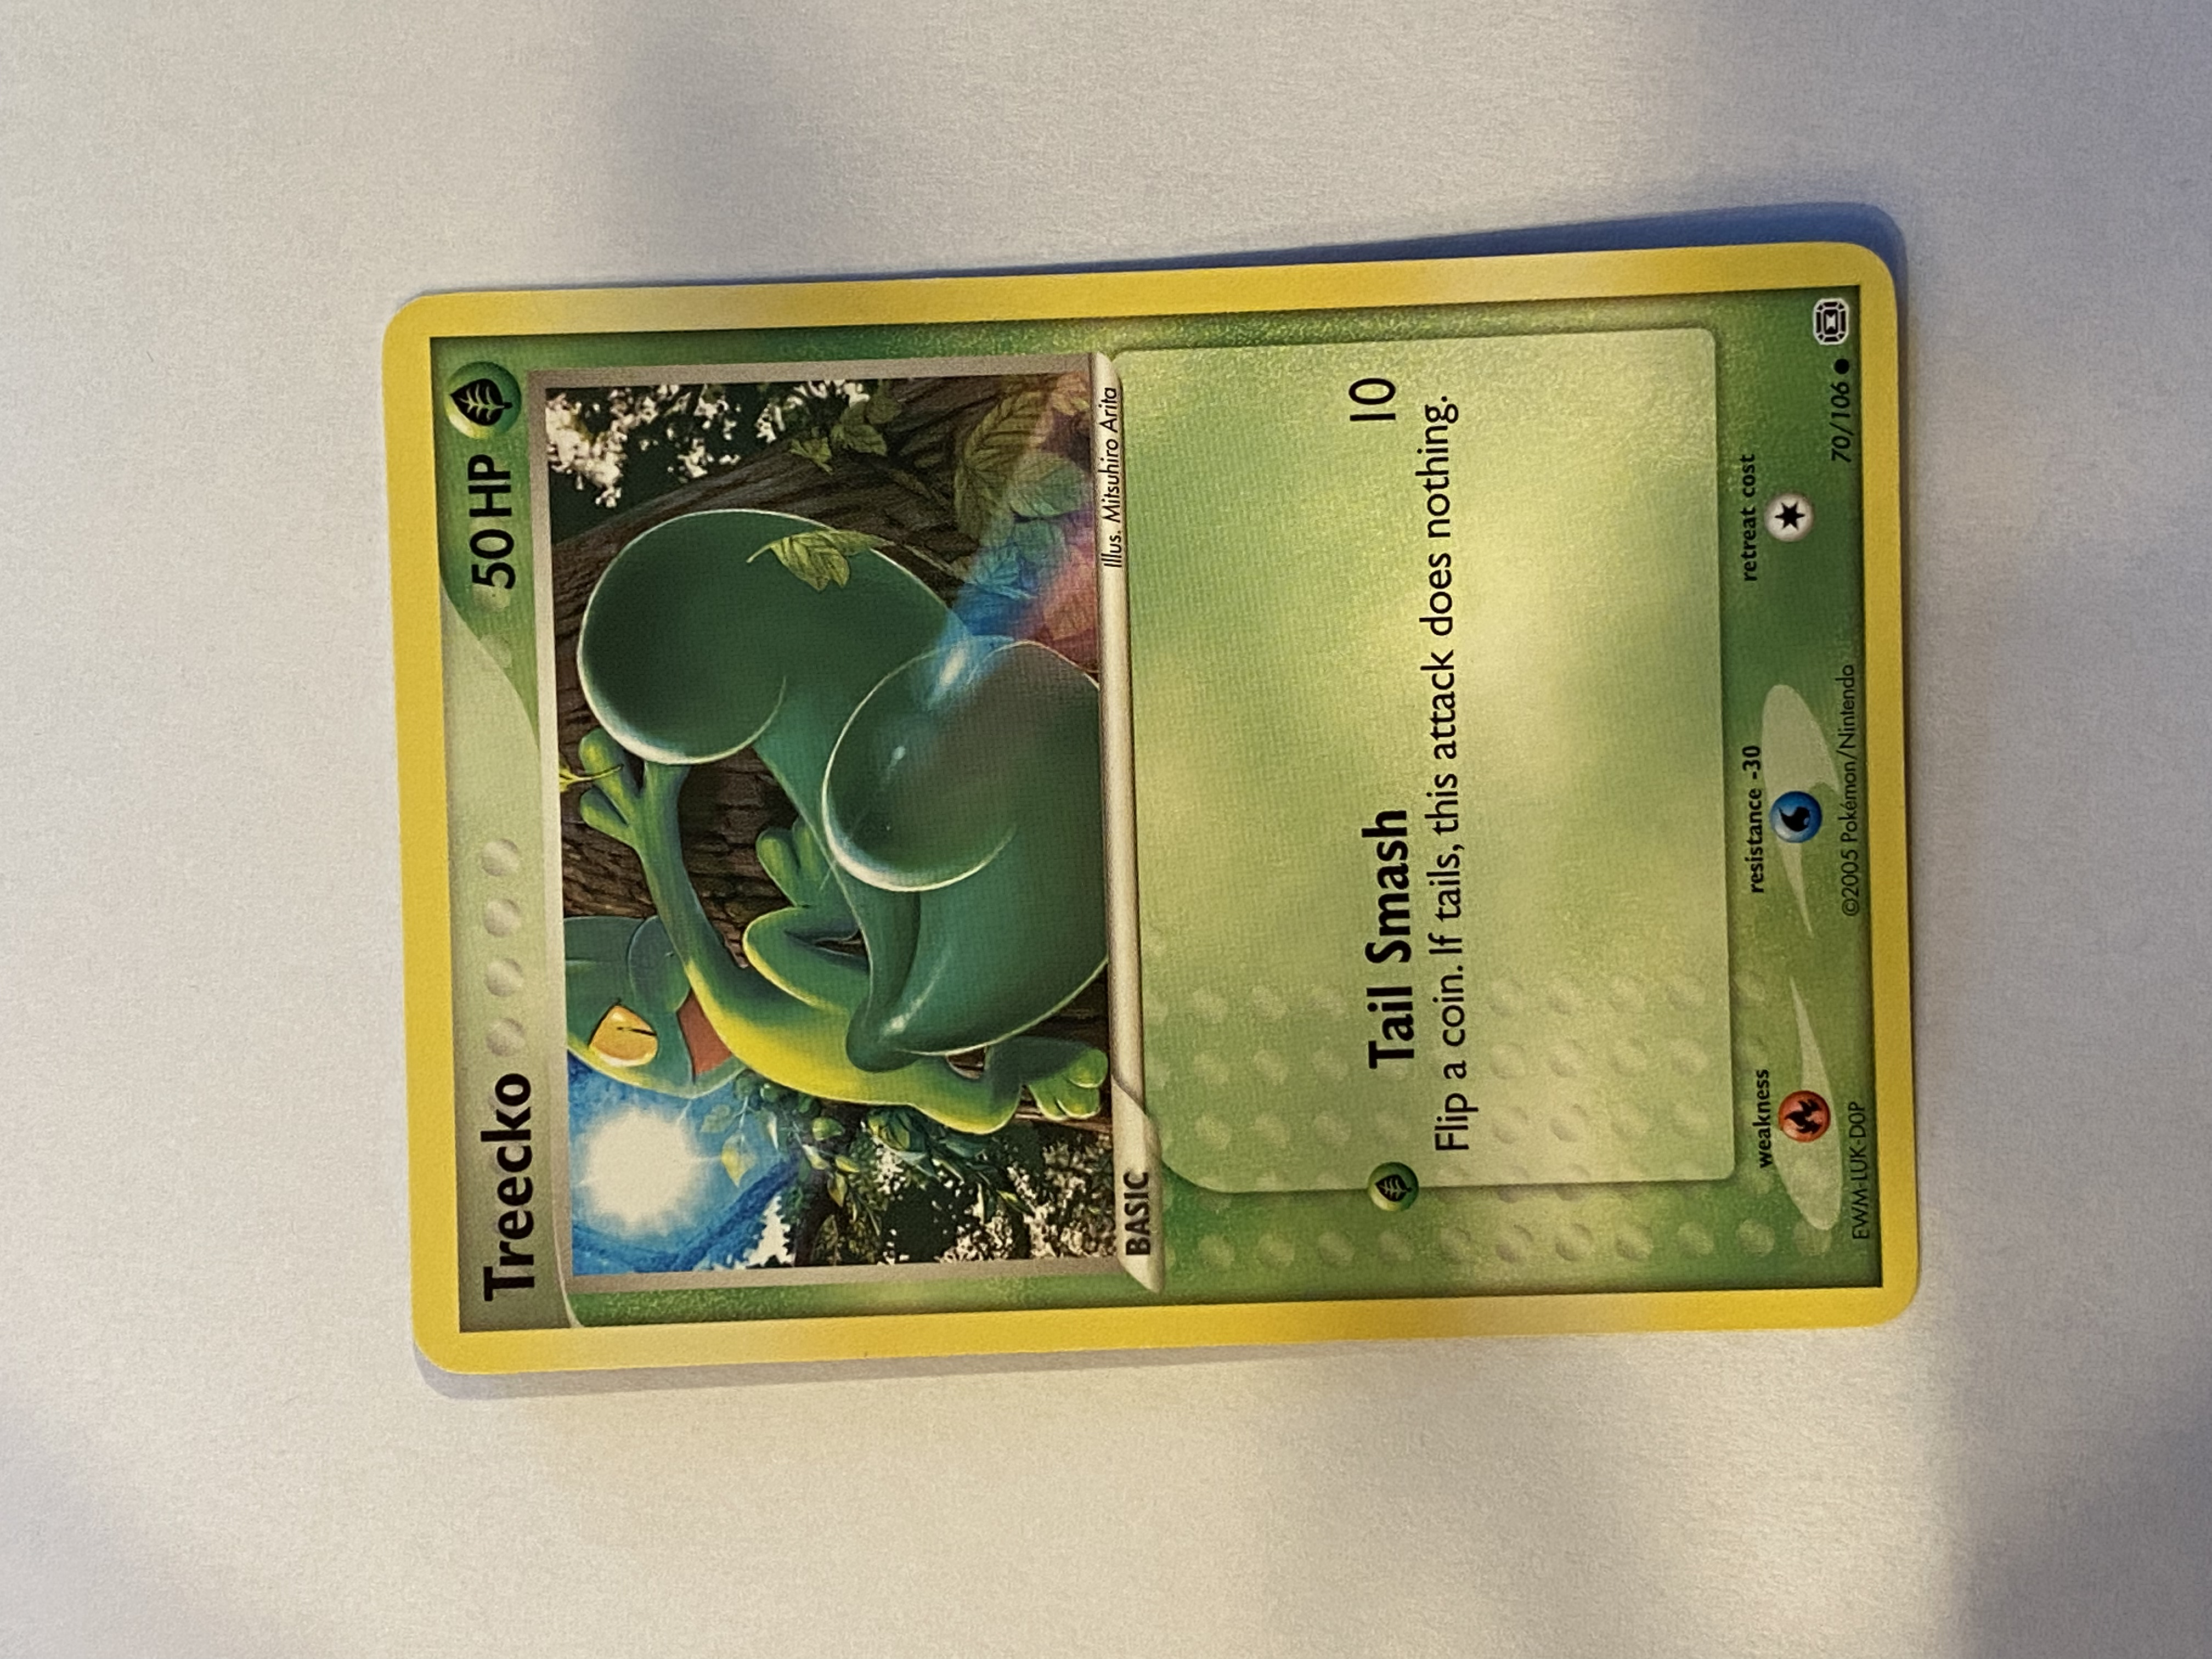 Treecko 50 HP
BASIC
Illus. Mitsuhiro Arita
Tail Smash 10
Flip a coin. If tails, this attack does nothing.
weakness resistance -30 retreat cost
EWM-LUK-D0P ©2005 Pokémon/Nintendo 70/106